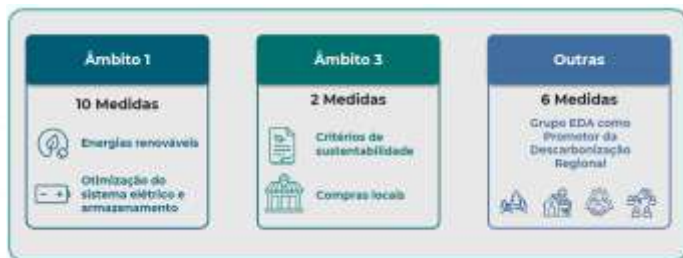 Âmbito 1
10 Medidas
Energias renováveis
Otimização do
sistema elétrico e
armazenamento
Âmbito 3
2 Medidas
Critérios de
sustentabilidade
Compras locais
Outras
6 Medidas
Grupo EDA como
Promotor da
Descarbonização
Regional